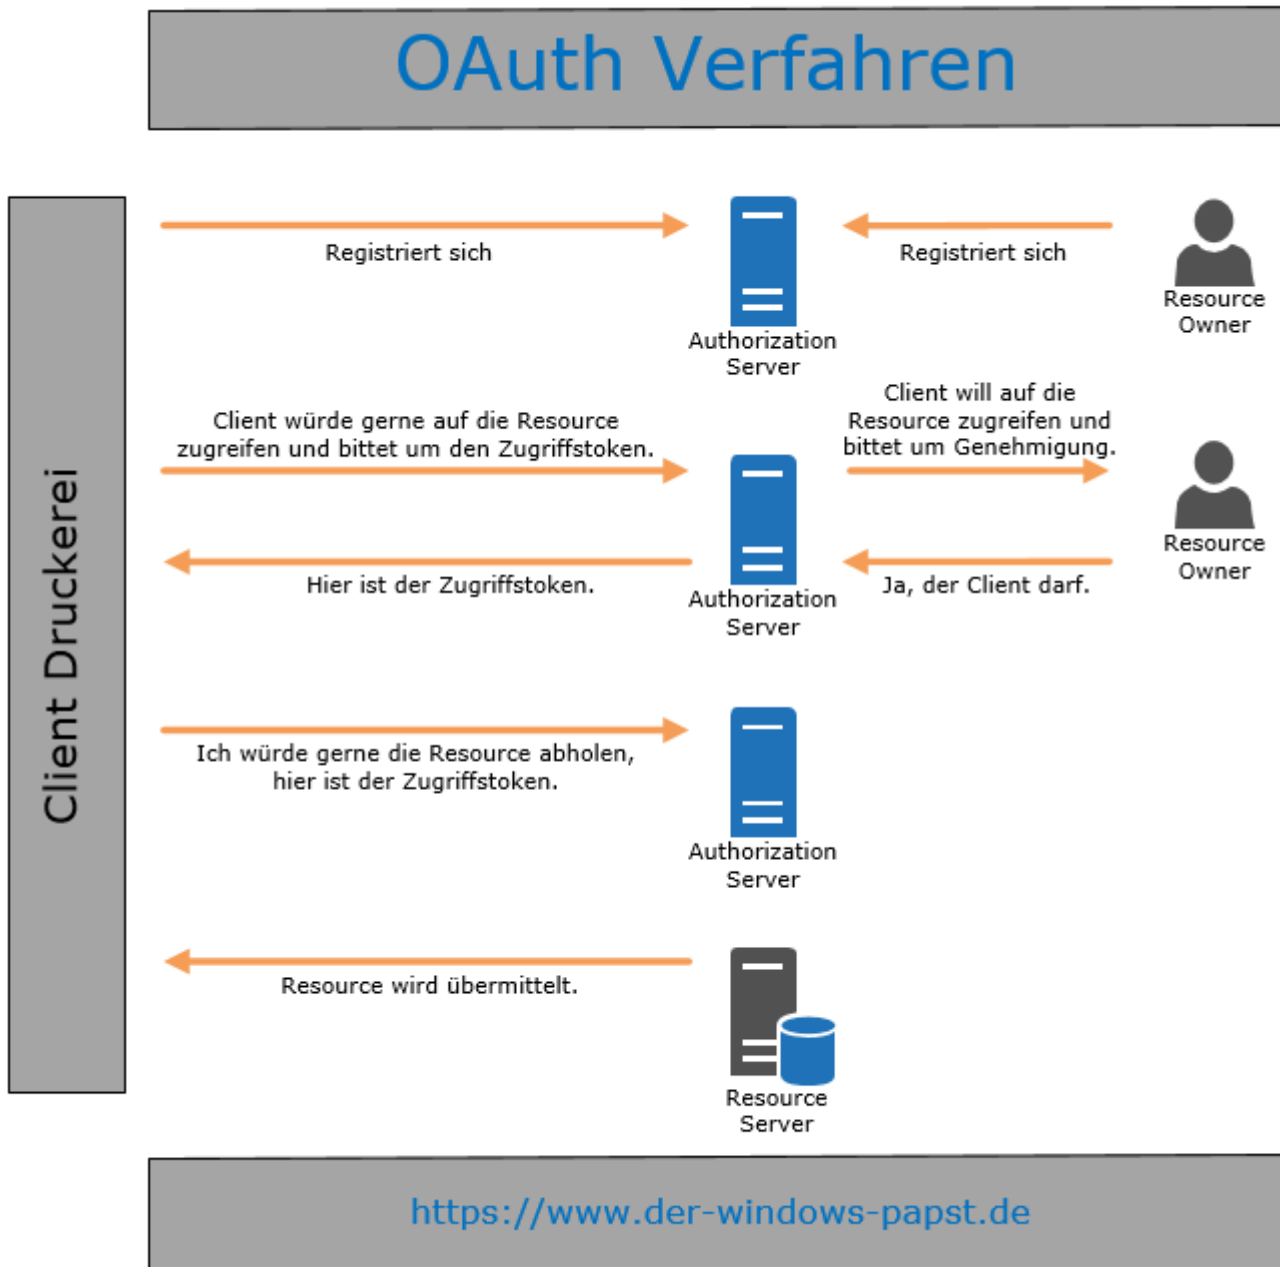 OAuth Verfahren
Client Druckerei
Registriert sich
Authorization
Server
Registriert sich
Resource
Owner
Client würde gerne auf die Resource
zugreifen und bittet um den Zugriffstoken.
Client will auf die
Resource zugreifen und
bittet um Genehmigung.
Hier ist der Zugriffstoken.
Authorization
Server
Ja, der Client darf.
Resource
Owner
Ich würde gerne die Resource abholen,
hier ist der Zugriffstoken.
Authorization
Server
Resource wird übermittelt.
Resource
Server
https://www.der-windows-papst.de